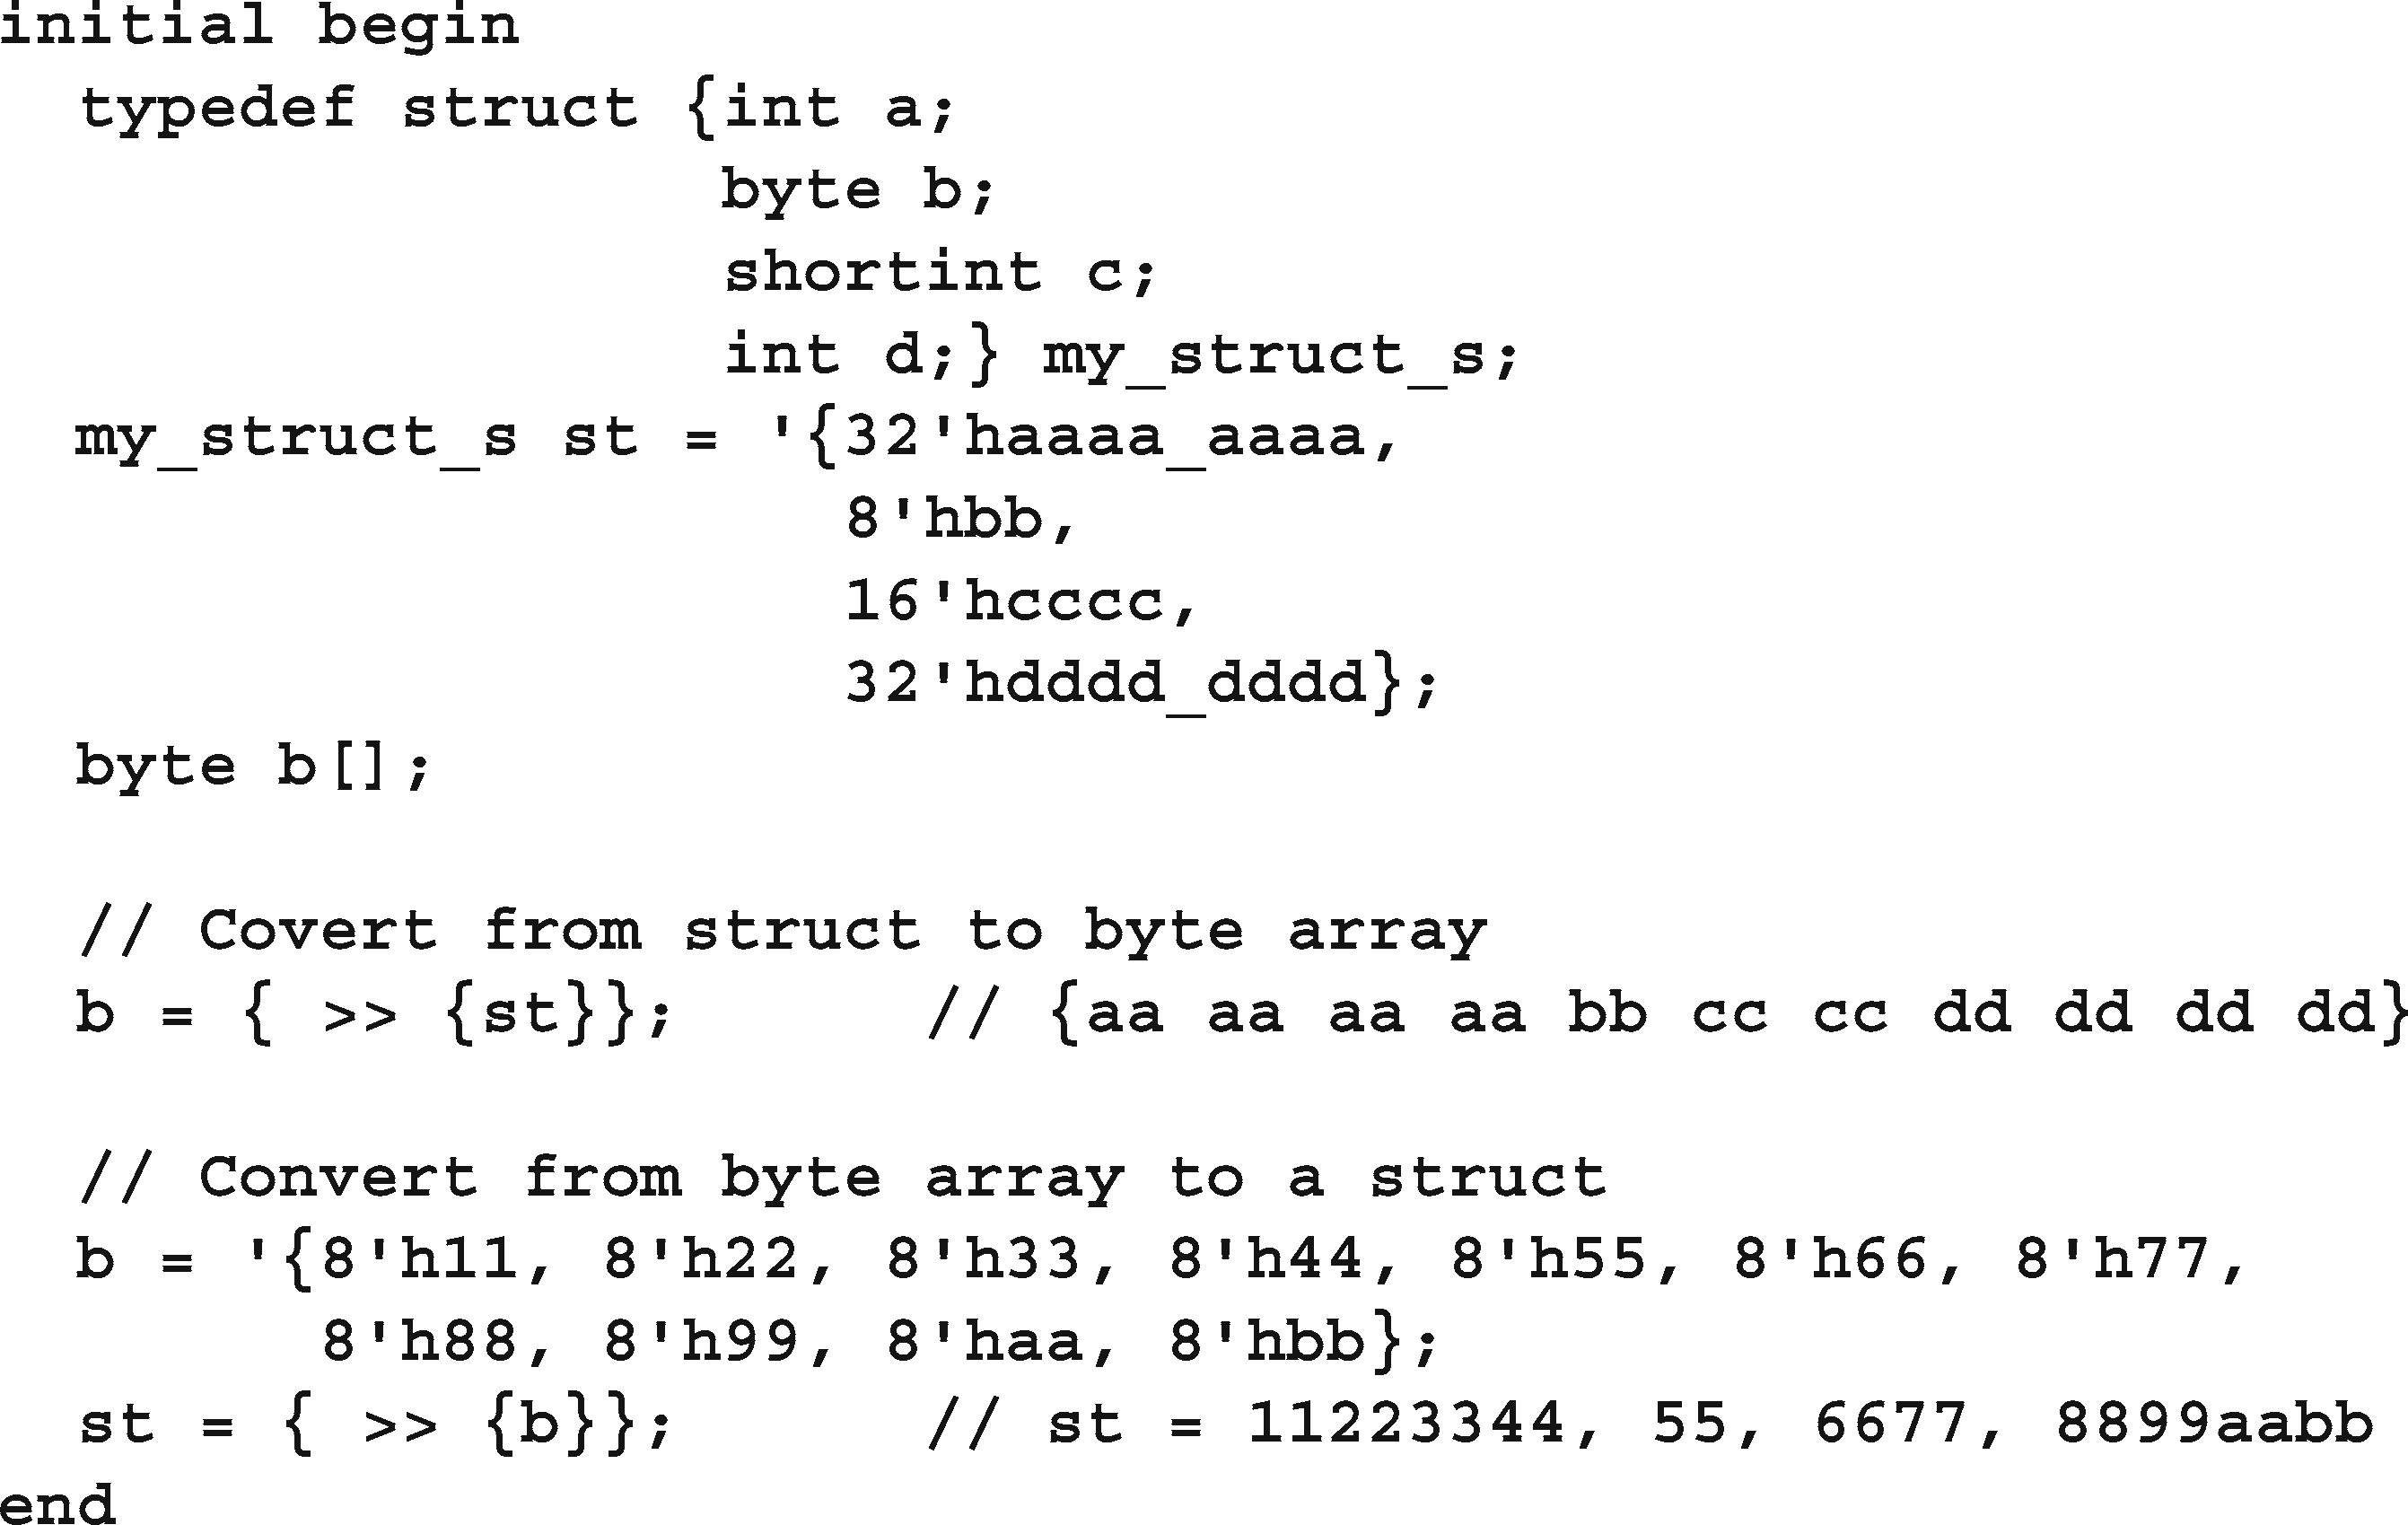 initial begin
  typedef struct {int a;
                  byte b;
                  shortint c;
                  int d;} my_struct_s;
  my_struct_s st = '{32'haaaa_aaaa,
                     8'hbb,
                     16'hcccc,
                     32'hdddd_dddd};
  byte b[];

  // Covert from struct to byte array
  b = { >> {st}};      // {aa aa aa aa bb cc cc dd dd dd dd}

  // Convert from byte array to a struct
  b = '{8'h11, 8'h22, 8'h33, 8'h44, 8'h55, 8'h66, 8'h77,
        8'h88, 8'h99, 8'haa, 8'hbb};
  st = { >> {b}};      // st = 11223344, 55, 6677, 8899aabb
end